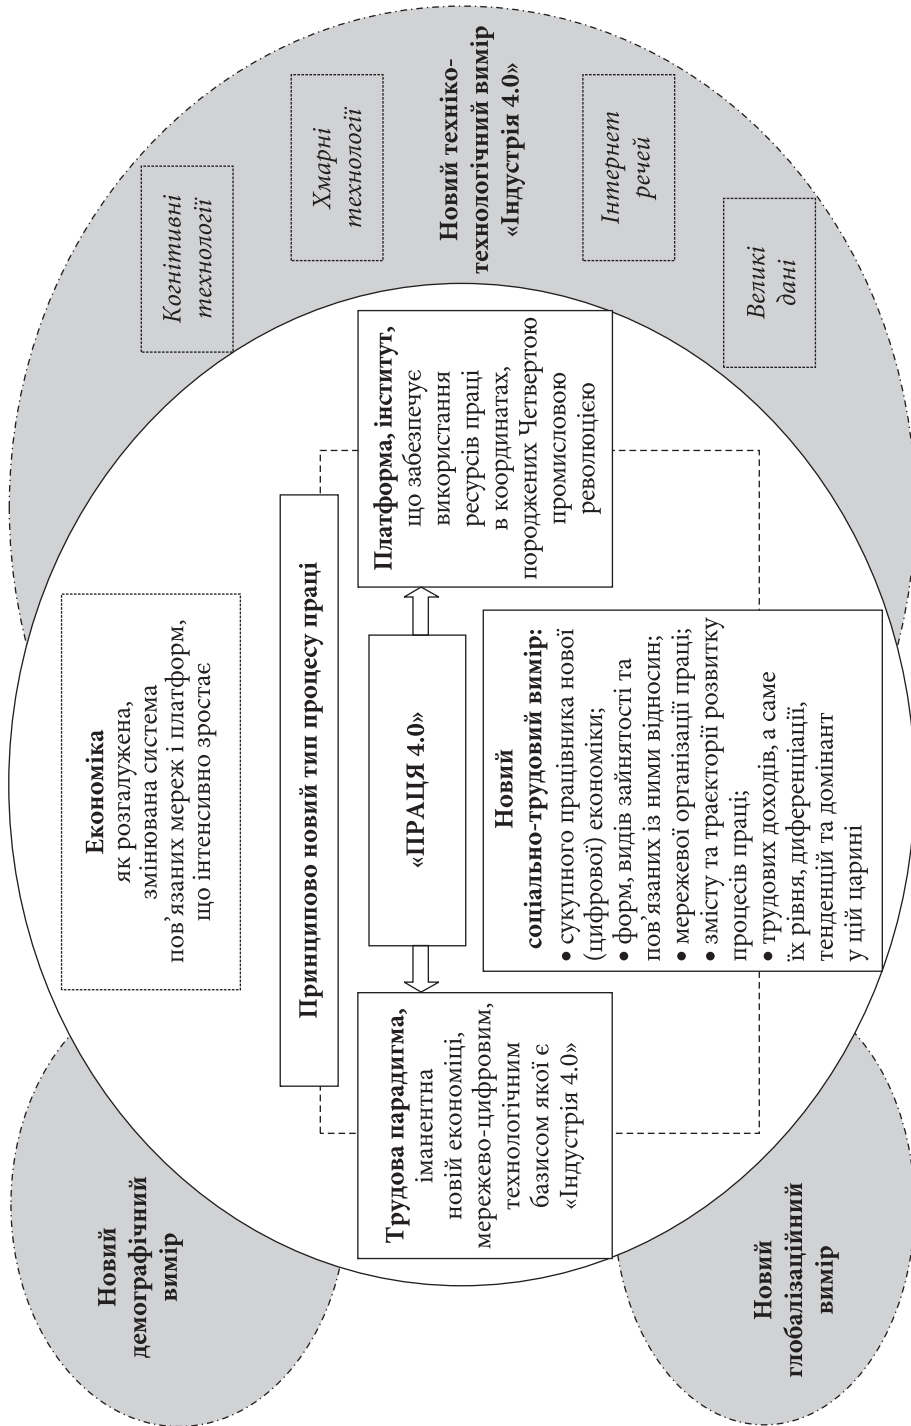 Новий
демографічний
вимір
Економіка
як розгалужена,
змінювана система
пов’язаних мереж і платформ,
що інтенсивно зростає
Когнітивні
технології
Хмарні
технології
Новий техніко-
технологічний вимір
«Індустрія 4.0»
Інтернет
речей
Великі
дані
Принципово новий тип процесу праці
Трудова парадигма,
іманентна
новій економіці,
мережево-цифровим,
технологічним
базисом якої є
«Індустрія 4.0»
«ПРАЦЯ 4.0»
Платформа, інститут,
що забезпечує
використання
ресурсів праці
в координатах,
породжених Четвертою
промисловою
революцією
Новий
соціально-трудовий вимір:
• сукупного працівника нової
(цифрової) економіки;
• форм, видів зайнятості та
пов’язаних із ними відносин;
• мережевої організації праці;
• змісту та траєкторії розвитку
процесів праці;
• трудових доходів, а саме
їх рівня, диференціації,
тенденцій та домінант
у цій царині
Новий
глобалізаційний
вимір